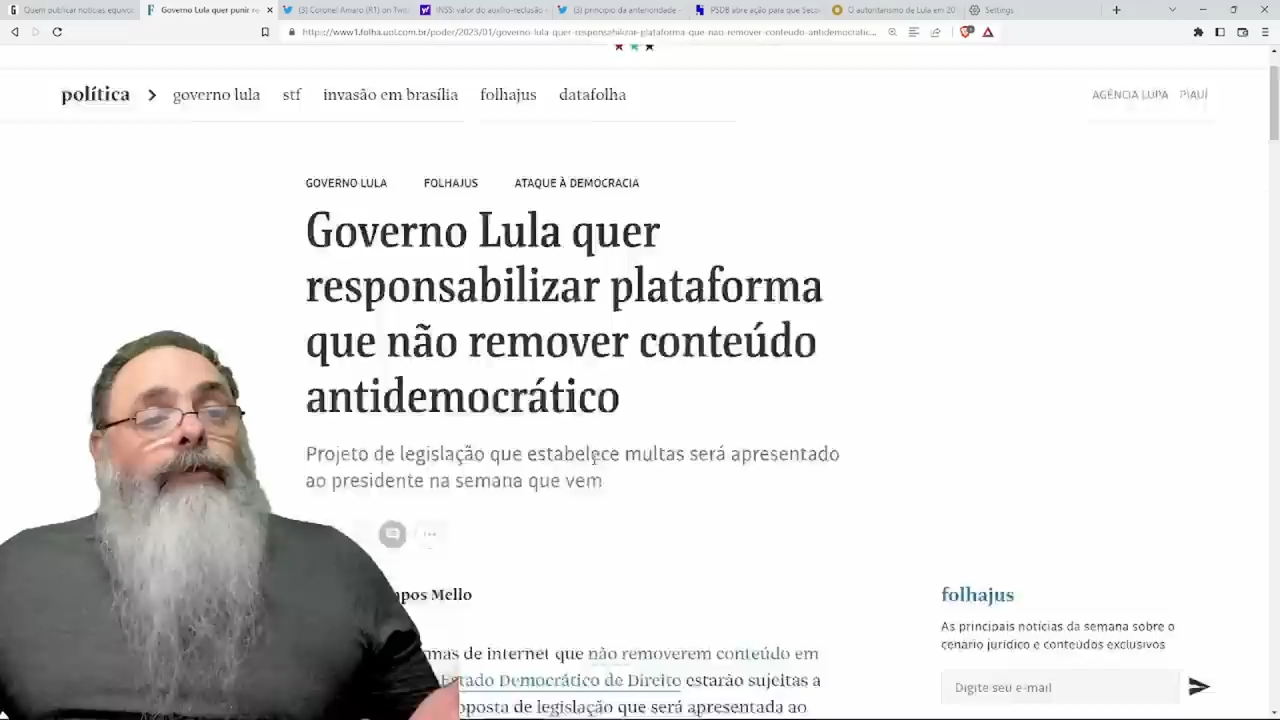 Quem publicar notícias equivoc
Governo Lula quer punir re
(3) Coronel Amaro (R1) on Twit
INSS: valor do auxílio-reclusão
(3) princípio da anterioridade -
PSDB abre ação para que Seco
O autoritarismo de Lula em 20
Settings
https://www1.folha.uol.com.br/poder/2023/01/governo-lula-quer-responsabilizar-plataforma-que-nao-remover-conteudo-antidemocratic...
política
governo lula
stf
invasão em brasília
folhajus
datafolha
AGÊNCIA LUPA
PIAUÍ
GOVERNO LULA
FOLHAJUS
ATAQUE À DEMOCRACIA
Governo Lula quer
responsabilizar plataforma
que não remover conteúdo
antidemocrático
Projeto de legislação que estabelece multas será apresentado
ao presidente na semana que vem
pos Mello
mas de internet que não removerem conteúdo em
Estado Democrático de Direito estarão sujeitas a
oposta de legislação que será apresentada ao
folhajus
As principais notícias da semana sobre o
cenário jurídico e conteúdos exclusivos
Digite seu e-mail